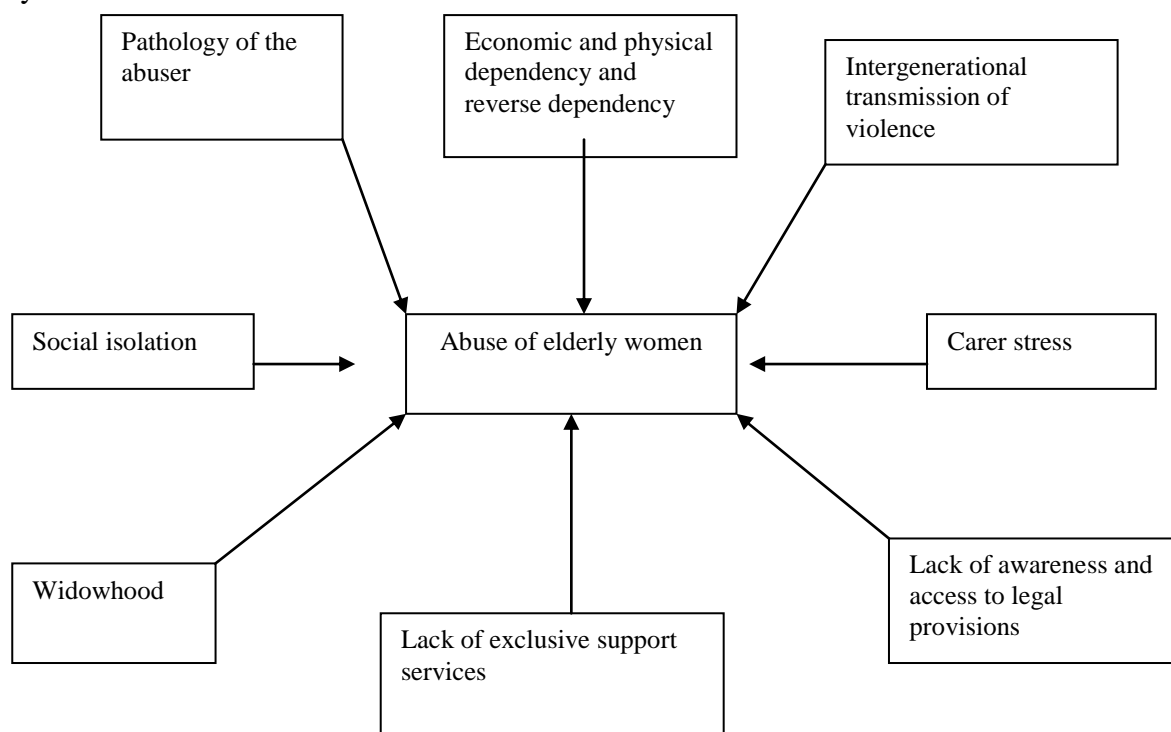 Pathology of the
abuser
Economic and physical
dependency and
reverse dependency
Intergenerational
transmission of
violence
Social isolation
Abuse of elderly women
Carer stress
Widowhood
Lack of exclusive support
services
Lack of awareness and
access to legal
provisions